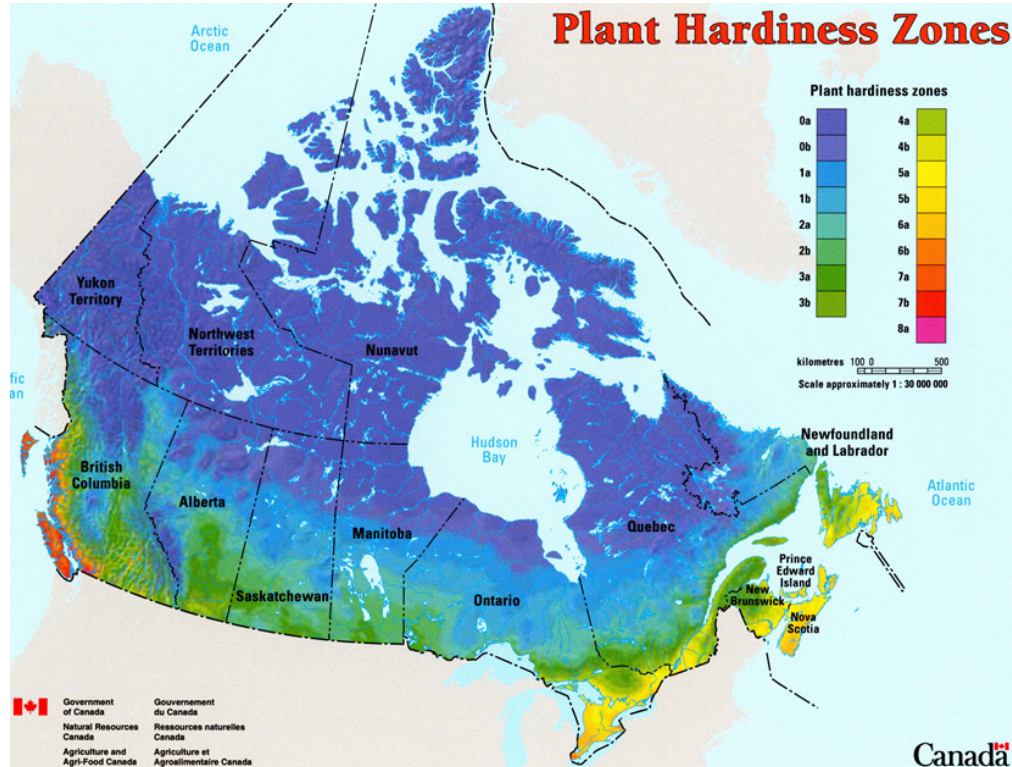 Plant Hardiness Zones
Arctic
Ocean
Plant hardiness zones
0a
0b
1a
1b
2a
2b
3a
3b
4a
4b
5a
5b
6a
6b
7a
7b
8a
kilometres 100 0 500
Scale approximately 1 : 30 000 000
Yukon
Territory
Northwest
Territories
Nunavut
fic
an
Hudson
Bay
Newfoundland
and Labrador
British
Columbia
Alberta
Saskatchewan
Manitoba
Ontario
Quebec
Atlantic
Ocean
Prince
Edward
Island
New
Brunswick
Nova
Scotia
Government
of Canada
Gouvernement
du Canada
Natural Resources
Canada
Ressources naturelles
Canada
Agriculture and
Agri-Food Canada
Agriculture et
Agroalimentaire Canada
Canada